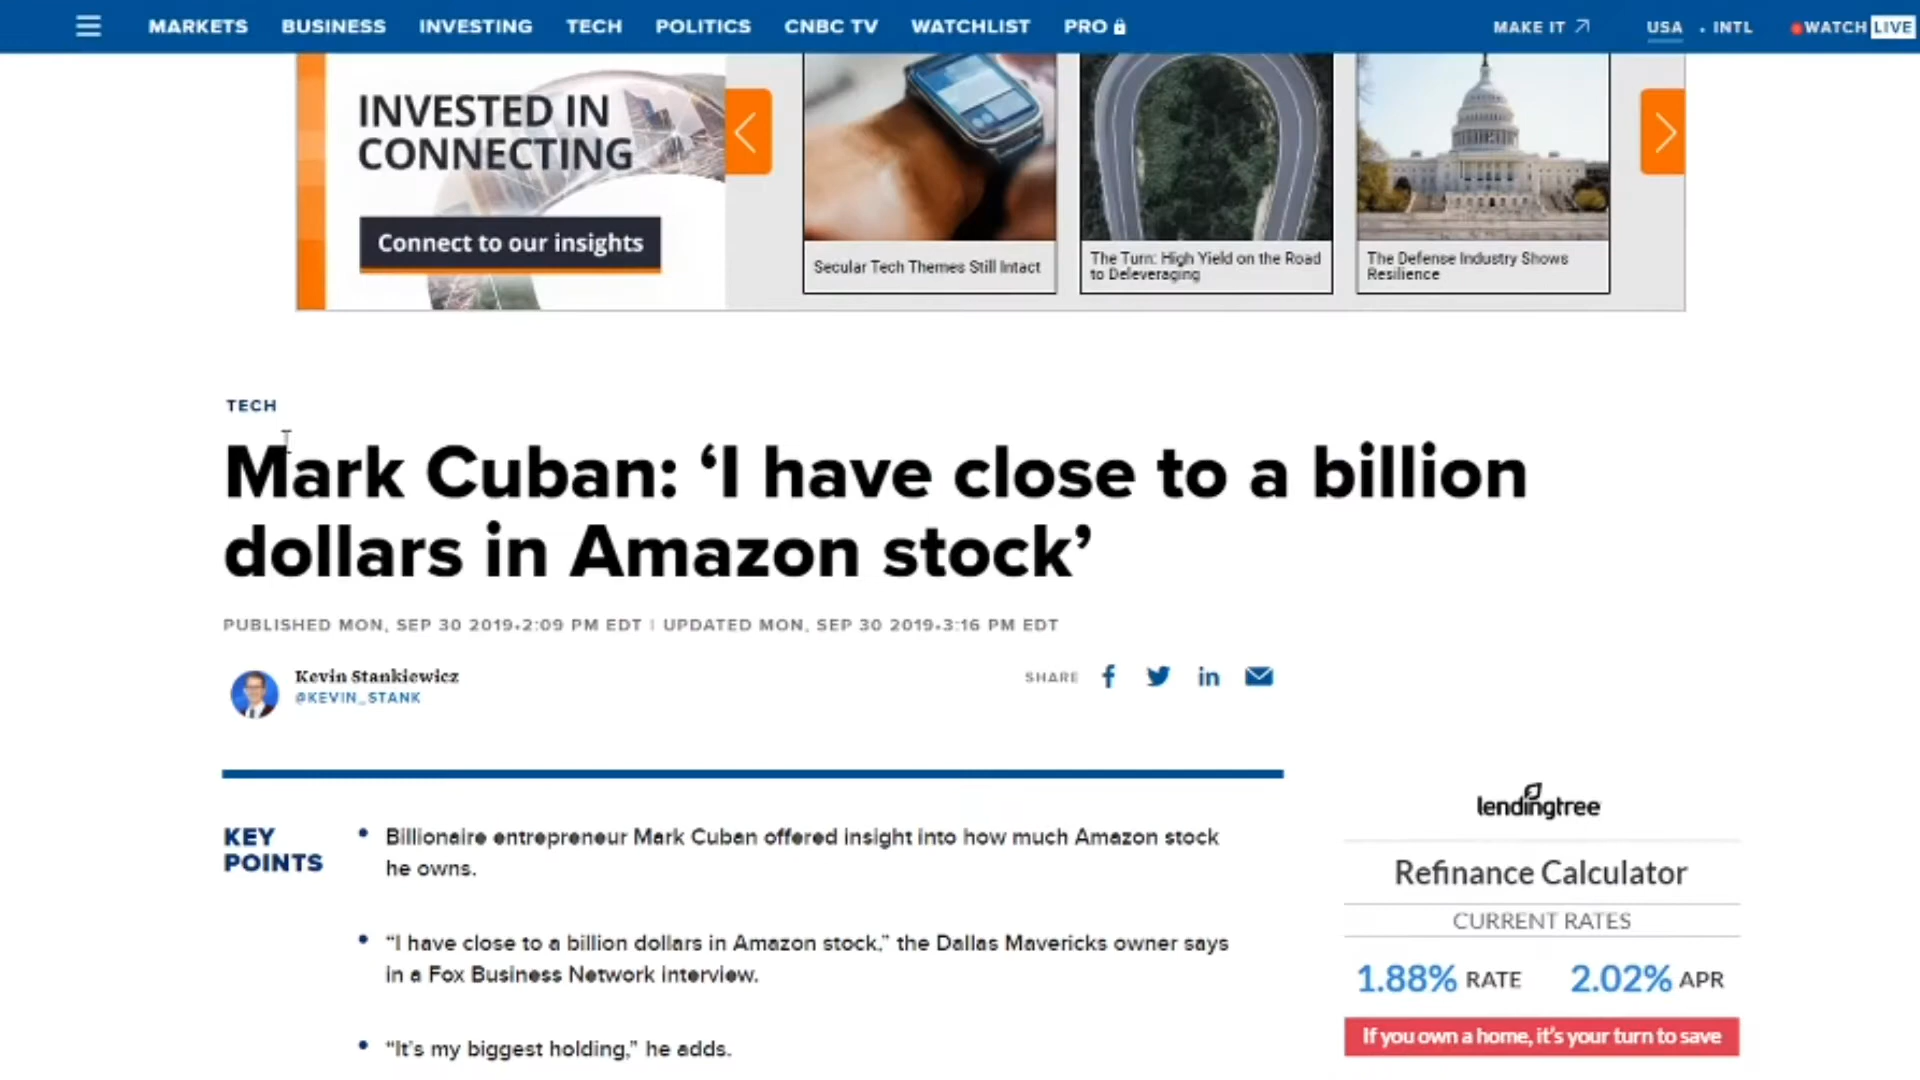 MARKETS BUSINESS INVESTING TECH POLITICS CNBC TV WATCHLIST PRO MAKE IT USA • INTL WATCH LIVE
INVESTED IN
CONNECTING
Connect to our insights
Secular Tech Themes Still Intact
The Turn: High Yield on the Road
to Deleveraging
The Defense Industry Shows
Resilience
TECH
Mark Cuban: ‘I have close to a billion
dollars in Amazon stock’
PUBLISHED MON, SEP 30 2019•2:09 PM EDT | UPDATED MON, SEP 30 2019•3:16 PM EDT
Kevin Stankiewicz
@KEVIN_STANK
SHARE
KEY
POINTS
• Billionaire entrepreneur Mark Cuban offered insight into how much Amazon stock
he owns.
• “I have close to a billion dollars in Amazon stock,” the Dallas Mavericks owner says
in a Fox Business Network interview.
• “It’s my biggest holding,” he adds.
lendingtree
Refinance Calculator
CURRENT RATES
1.88% RATE 2.02% APR
If you own a home, it’s your turn to save